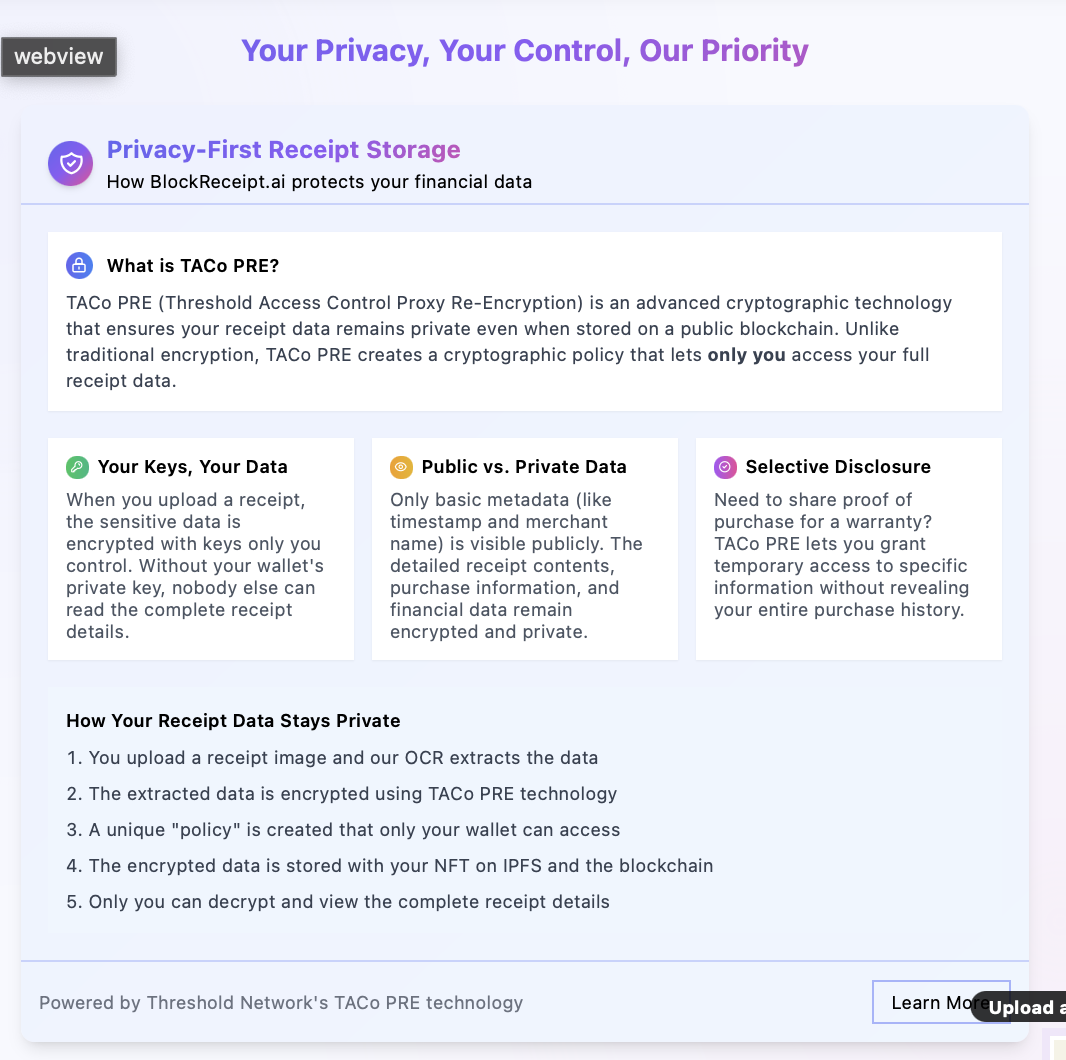 webview
Your Privacy, Your Control, Our Priority
Privacy-First Receipt Storage
How BlockReceipt.ai protects your financial data
What is TACo PRE?
TACo PRE (Threshold Access Control Proxy Re-Encryption) is an advanced cryptographic technology
that ensures your receipt data remains private even when stored on a public blockchain. Unlike
traditional encryption, TACo PRE creates a cryptographic policy that lets only you access your full
receipt data.
Your Keys, Your Data
When you upload a receipt,
the sensitive data is
encrypted with keys only you
control. Without your wallet's
private key, nobody else can
read the complete receipt
details.
Public vs. Private Data
Only basic metadata (like
timestamp and merchant
name) is visible publicly. The
detailed receipt contents,
purchase information, and
financial data remain
encrypted and private.
Selective Disclosure
Need to share proof of
purchase for a warranty?
TACo PRE lets you grant
temporary access to specific
information without revealing
your entire purchase history.
How Your Receipt Data Stays Private
1. You upload a receipt image and our OCR extracts the data
2. The extracted data is encrypted using TACo PRE technology
3. A unique "policy" is created that only your wallet can access
4. The encrypted data is stored with your NFT on IPFS and the blockchain
5. Only you can decrypt and view the complete receipt details
Powered by Threshold Network's TACo PRE technology
Learn More
Upload